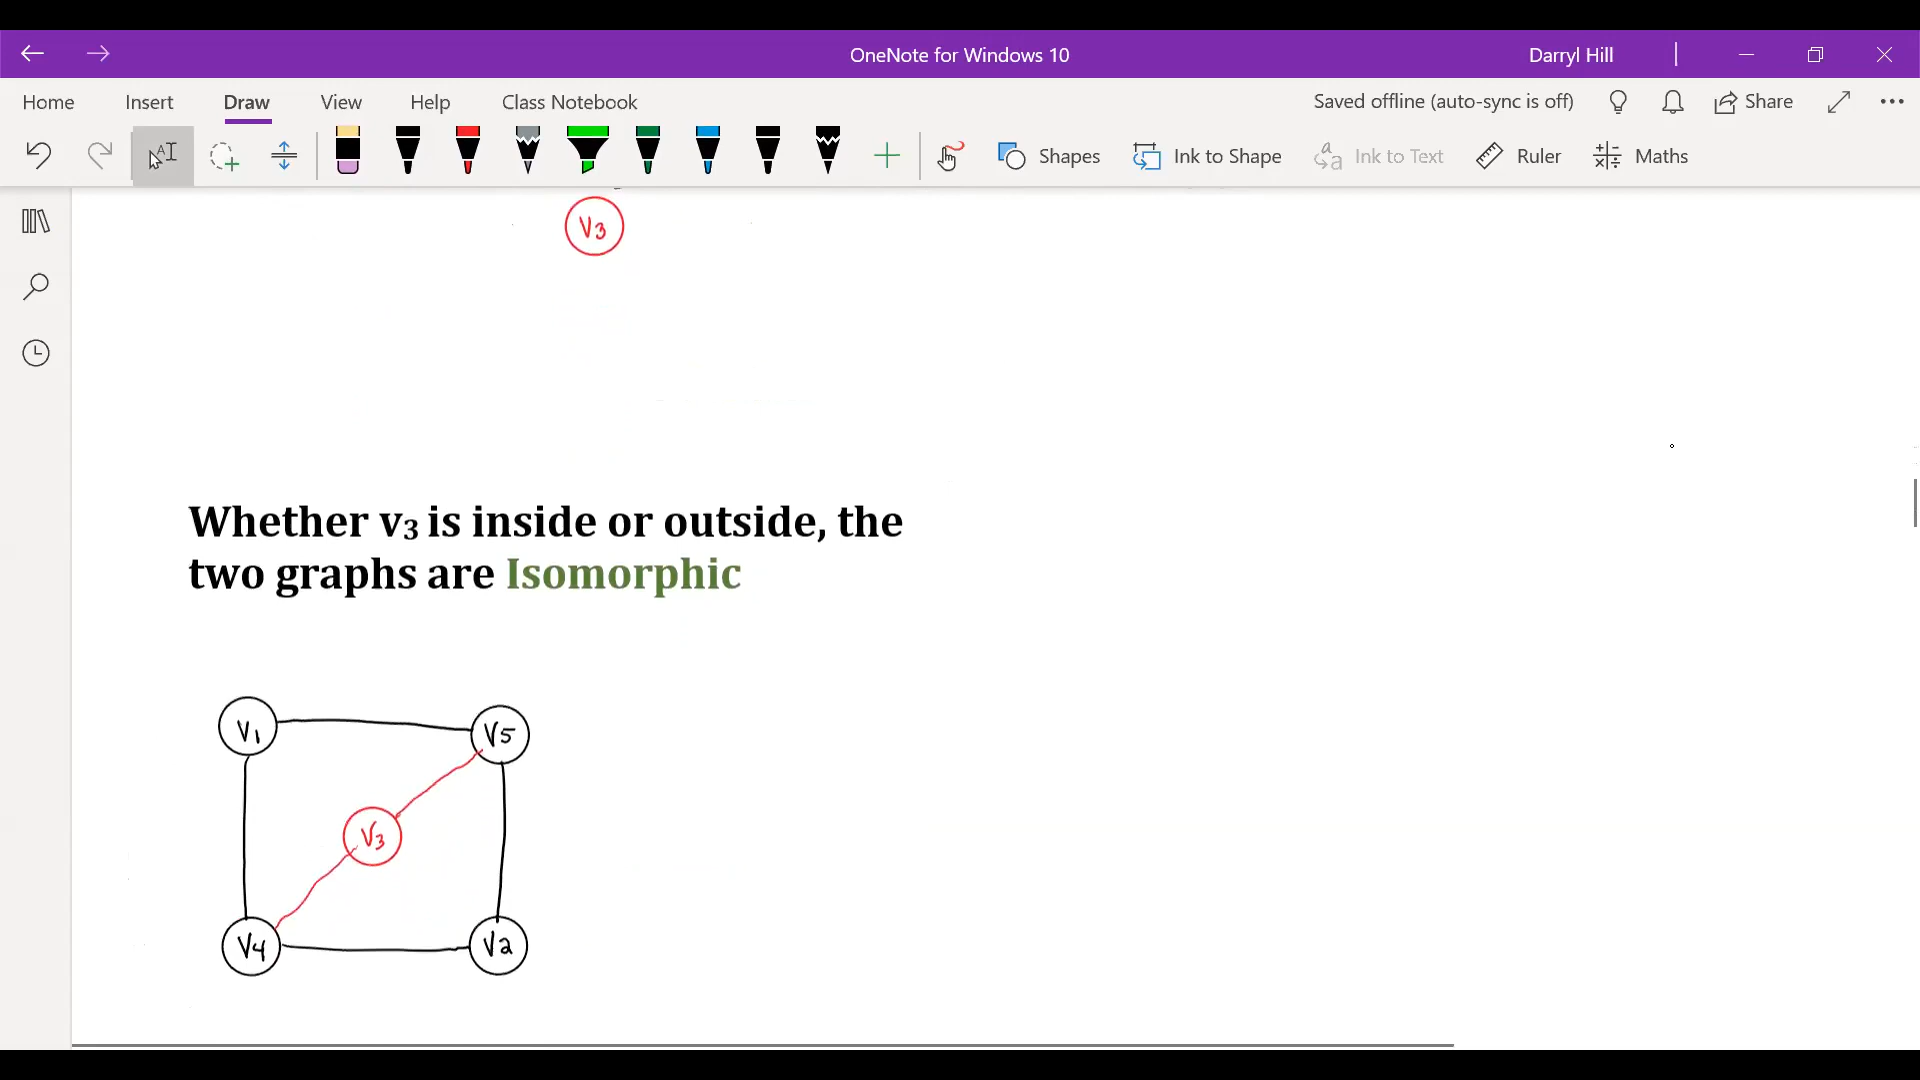 OneNote for Windows 10
Darryl Hill
Home Insert Draw View Help Class Notebook
Saved offline (auto-sync is off) Share
Shapes Ink to Shape Ink to Text Ruler Maths
V3
Whether v3 is inside or outside, the
two graphs are Isomorphic
V1 V5
V3
V4 V2